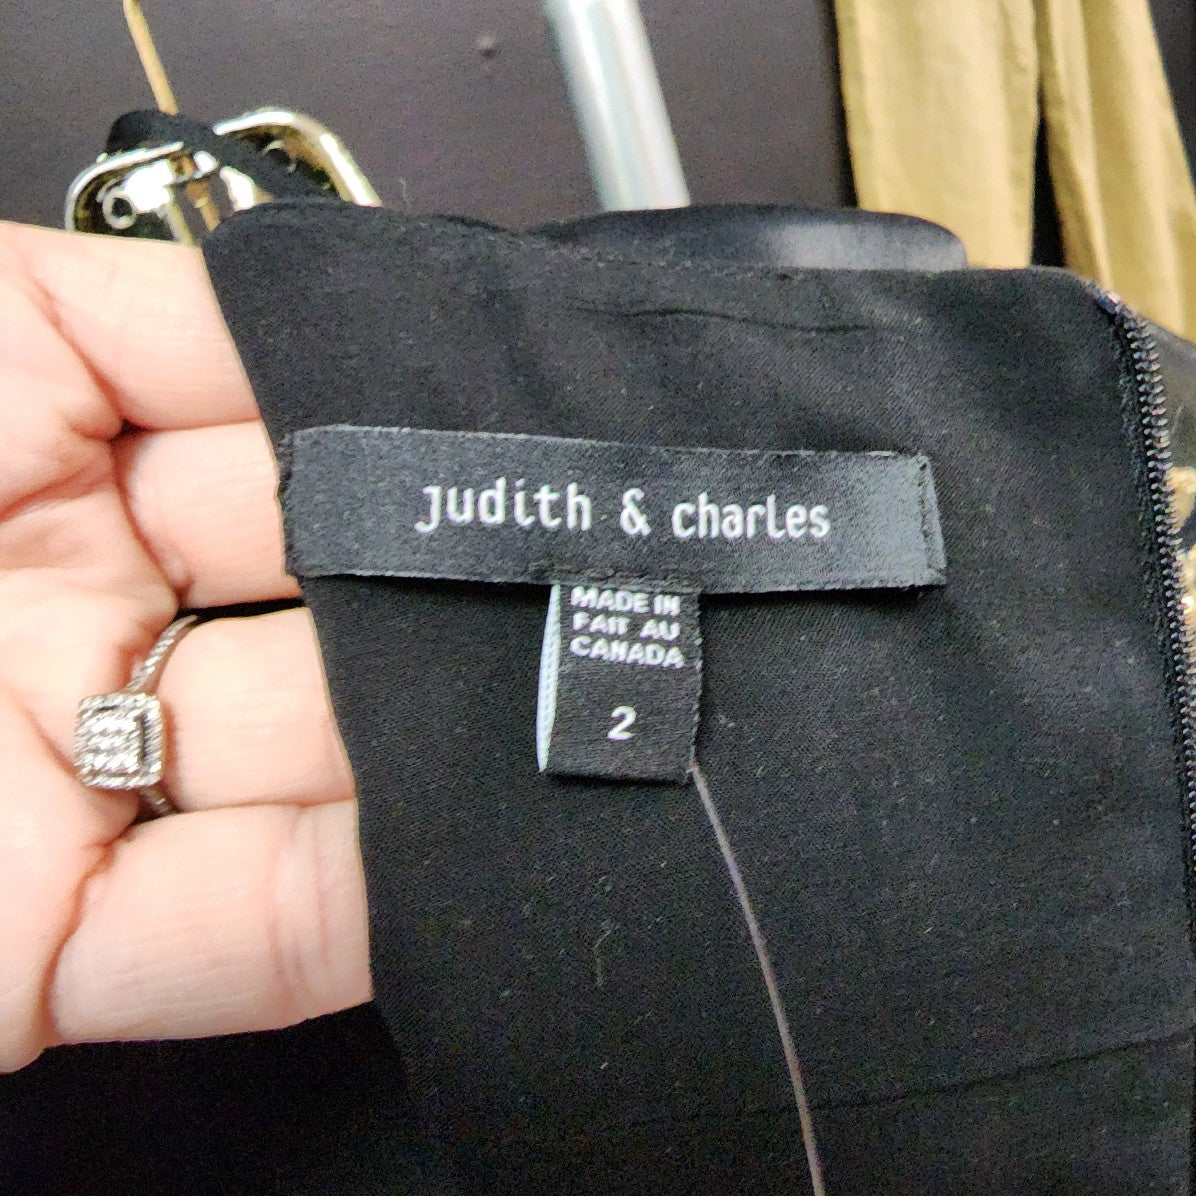 judith & charles
MADE IN
FAIT AU
CANADA
2